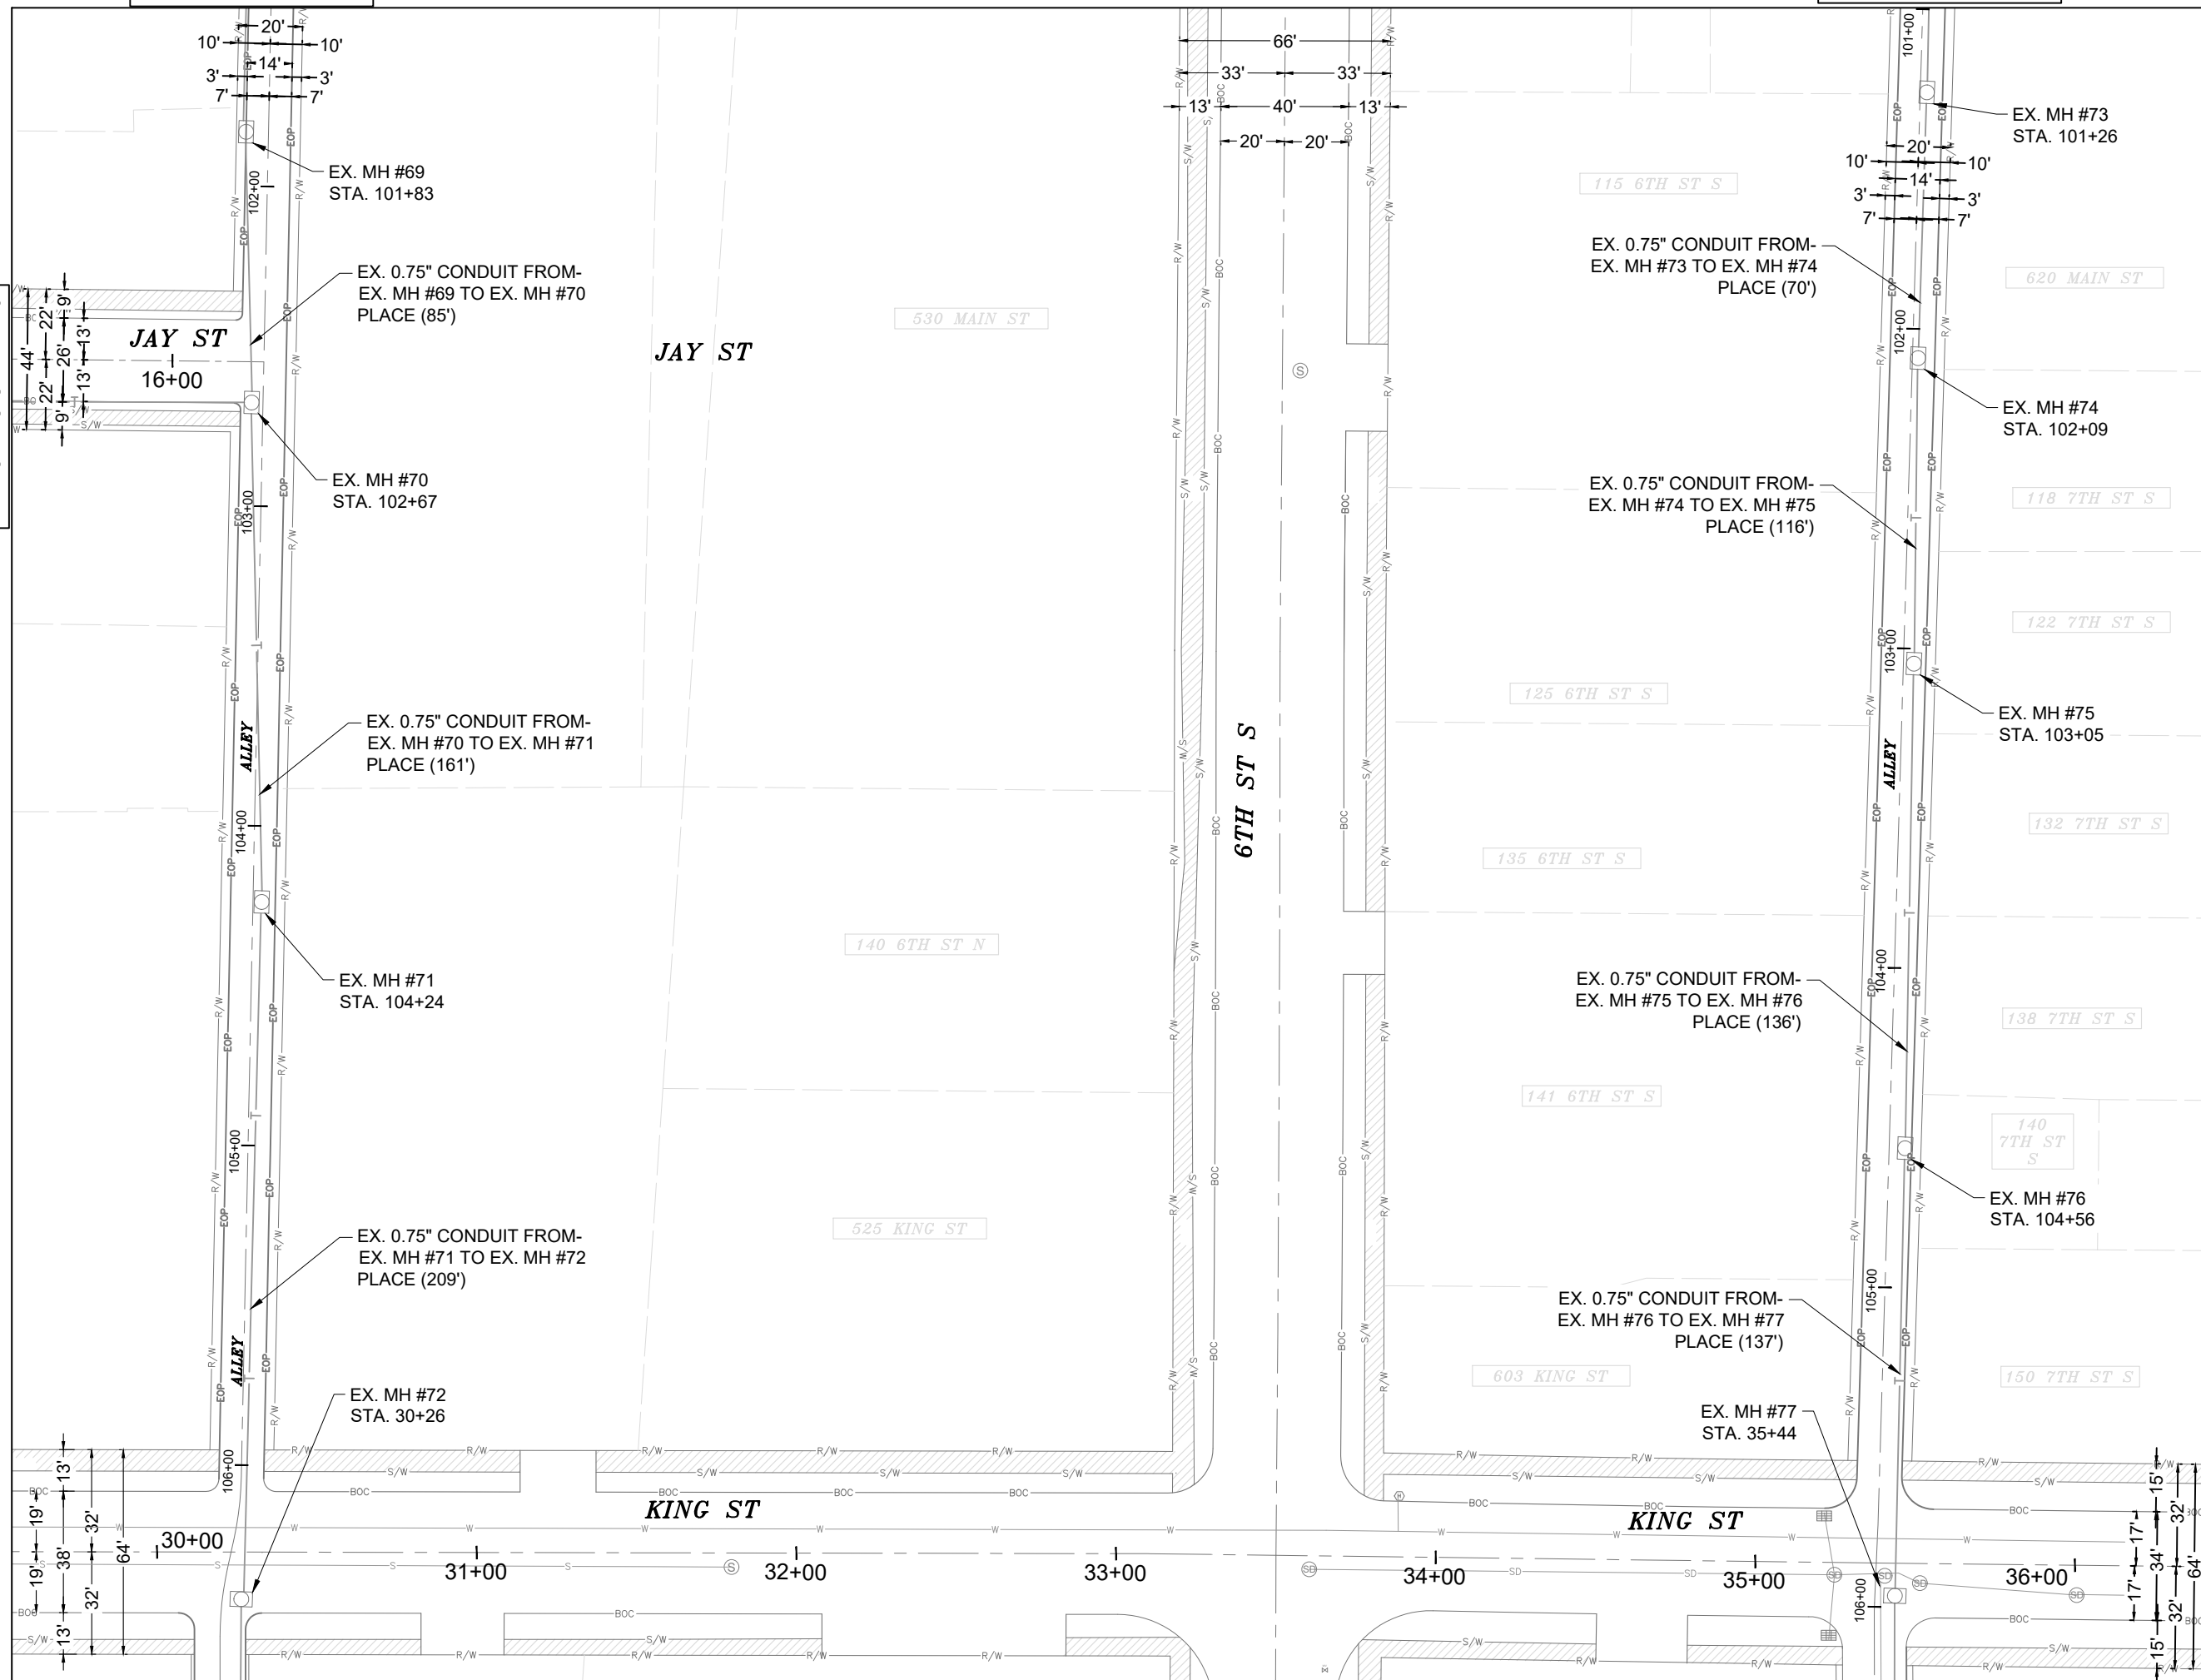 20'
10'
10'
14'
3'
3'
7'
7'
EX. MH #69
STA. 101+83
102+00
EX. 0.75" CONDUIT FROM-
EX. MH #69 TO EX. MH #70
PLACE (85')
JAY ST
16+00
44'
22'
22'
9'
26'
9'
13'
13'
EX. MH #70
STA. 102+67
103+00
ALLEY
EX. 0.75" CONDUIT FROM-
EX. MH #70 TO EX. MH #71
PLACE (161')
104+00
EX. MH #71
STA. 104+24
105+00
EX. 0.75" CONDUIT FROM-
EX. MH #71 TO EX. MH #72
PLACE (209')
ALLEY
EX. MH #72
STA. 30+26
106+00
JAY ST
530 MAIN ST
140 6TH ST N
525 KING ST
66'
33'
33'
13'
40'
13'
20'
20'
6TH ST S
115 6TH ST S
125 6TH ST S
135 6TH ST S
141 6TH ST S
603 KING ST
101+00
EX. MH #73
STA. 101+26
20'
10'
10'
14'
3'
3'
7'
7'
EX. 0.75" CONDUIT FROM-
EX. MH #73 TO EX. MH #74
PLACE (70')
620 MAIN ST
102+00
EX. MH #74
STA. 102+09
EX. 0.75" CONDUIT FROM-
EX. MH #74 TO EX. MH #75
PLACE (116')
118 7TH ST S
122 7TH ST S
103+00
EX. MH #75
STA. 103+05
ALLEY
132 7TH ST S
104+00
EX. 0.75" CONDUIT FROM-
EX. MH #75 TO EX. MH #76
PLACE (136')
138 7TH ST S
140
7TH ST
S
EX. MH #76
STA. 104+56
105+00
EX. 0.75" CONDUIT FROM-
EX. MH #76 TO EX. MH #77
PLACE (137')
150 7TH ST S
EX. MH #77
STA. 35+44
106+00
13'
19'
19'
38'
13'
32'
32'
64'
KING ST
KING ST
30+00
31+00
32+00
33+00
34+00
35+00
36+00
15'
17'
17'
34'
15'
32'
32'
64'
R/W
S/W
BOC
EOP
W
S
SD
T
H